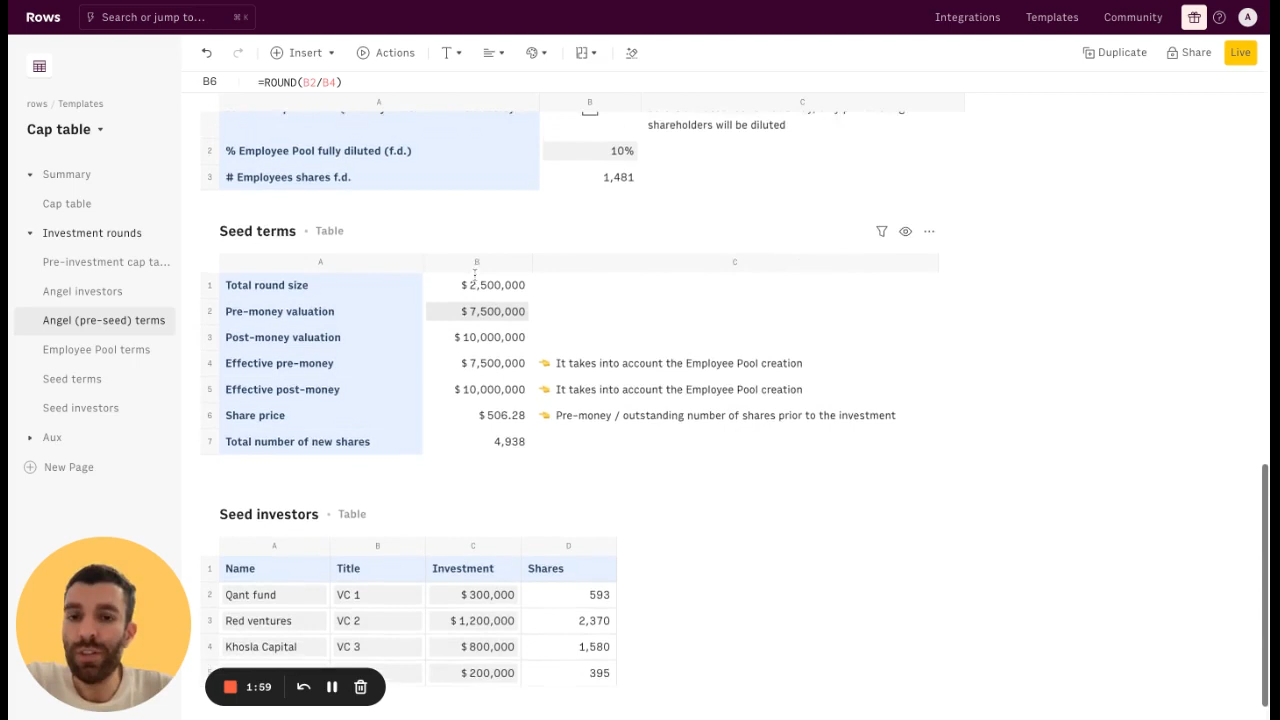 Rows
Search or jump to... ⌘ K
Integrations
Templates
Community
A
Insert
Actions
T
Duplicate
Share
Live
B6
=ROUND(B2/B4)
rows / Templates
Cap table
Summary
Cap table
Investment rounds
Pre-investment cap ta...
Angel investors
Angel (pre-seed) terms
Employee Pool terms
Seed terms
Seed investors
Aux
New Page
A B C
shareholders will be diluted
2 % Employee Pool fully diluted (f.d.) 10%
3 # Employees shares f.d. 1,481
Seed terms • Table
A B C
1 Total round size $ 2,500,000
2 Pre-money valuation $ 7,500,000
3 Post-money valuation $ 10,000,000
4 Effective pre-money $ 7,500,000 👈 It takes into account the Employee Pool creation
5 Effective post-money $ 10,000,000 👈 It takes into account the Employee Pool creation
6 Share price $ 506.28 👈 Pre-money / outstanding number of shares prior to the investment
7 Total number of new shares 4,938
Seed investors • Table
A B C D
1 Name Title Investment Shares
2 Qant fund VC 1 $ 300,000 593
3 Red ventures VC 2 $ 1,200,000 2,370
4 Khosla Capital VC 3 $ 800,000 1,580
$ 200,000 395
1:59